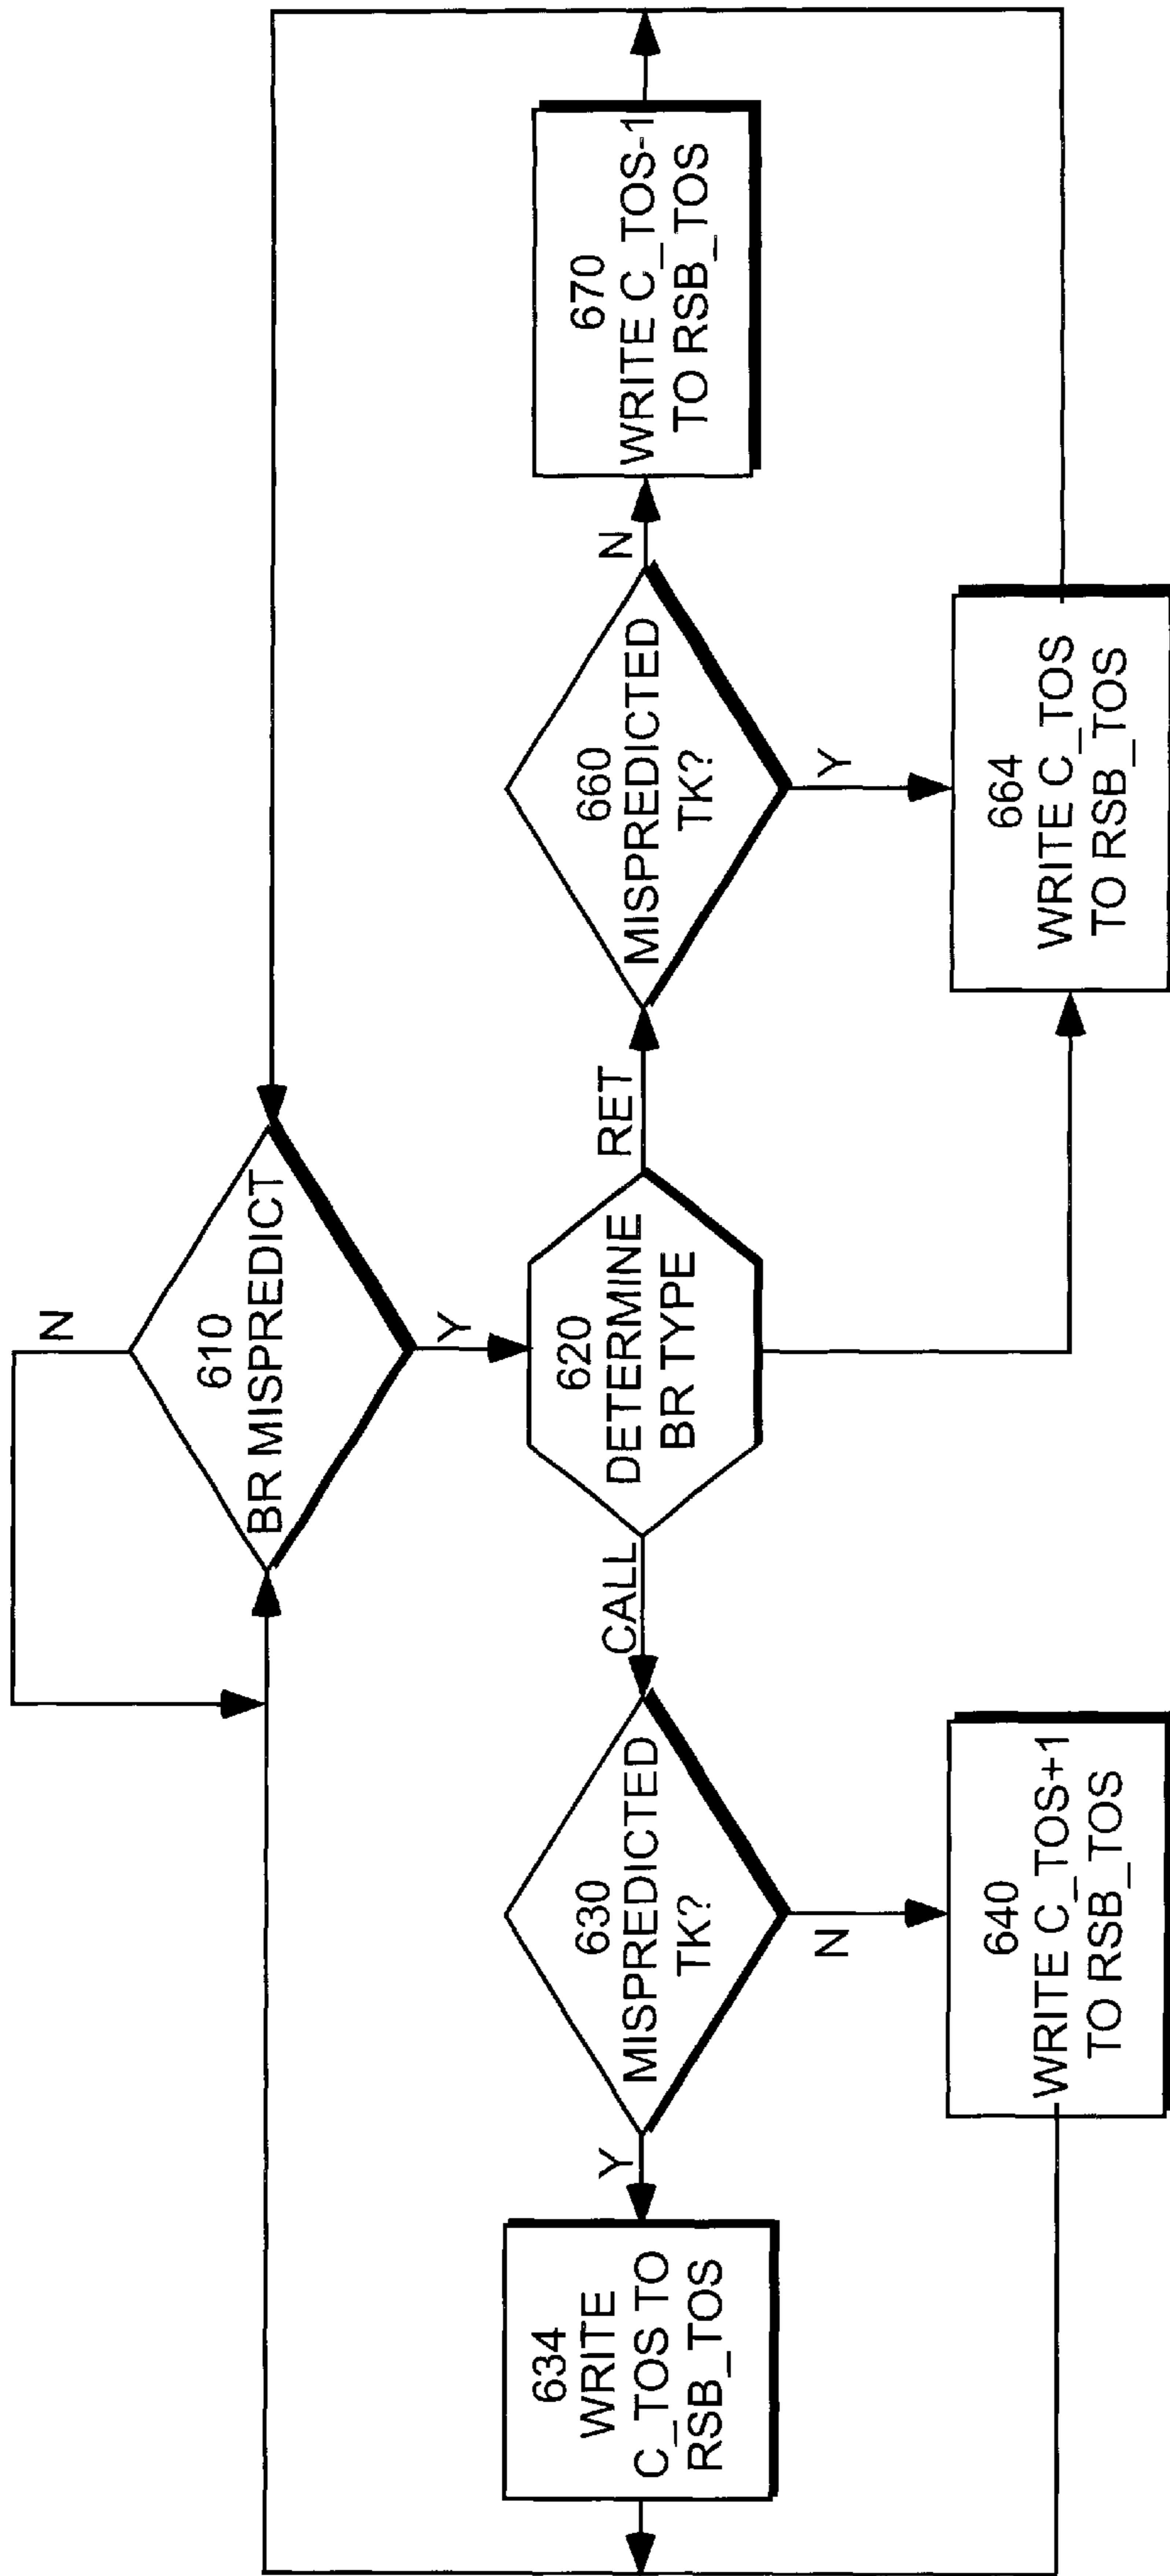 N
610
BR MISPREDICT
Y
620
DETERMINE
BR TYPE
CALL
RET
630
MISPREDICTED
TK?
Y
N
634
WRITE
C_TOS TO
RSB_TOS
640
WRITE C_TOS+1
TO RSB_TOS
660
MISPREDICTED
TK?
N
Y
670
WRITE C_TOS-1
TO RSB_TOS
664
WRITE C_TOS
TO RSB_TOS